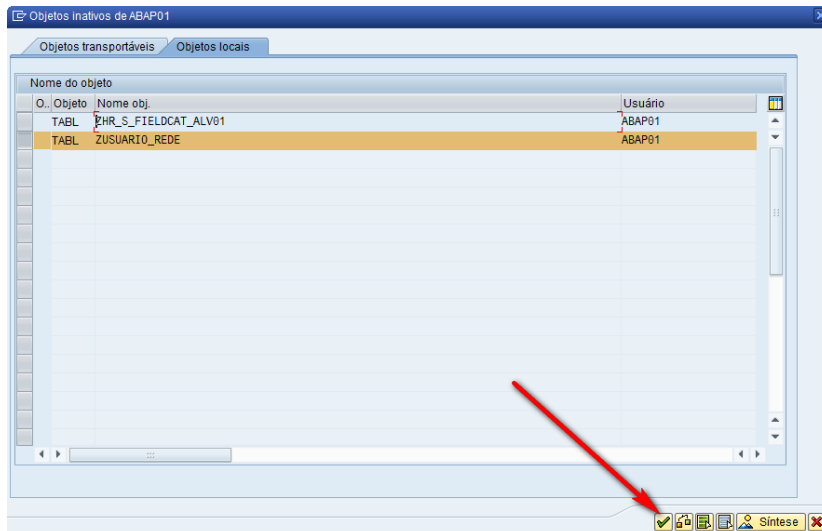 Objetos inativos de ABAP01
Objetos transportáveis Objetos locais
Nome do objeto
O.. Objeto Nome obj. Usuário
TABL ZHR_S_FIELDCAT_ALV01 ABAP01
TABL ZUSUARIO_REDE ABAP01
Síntese